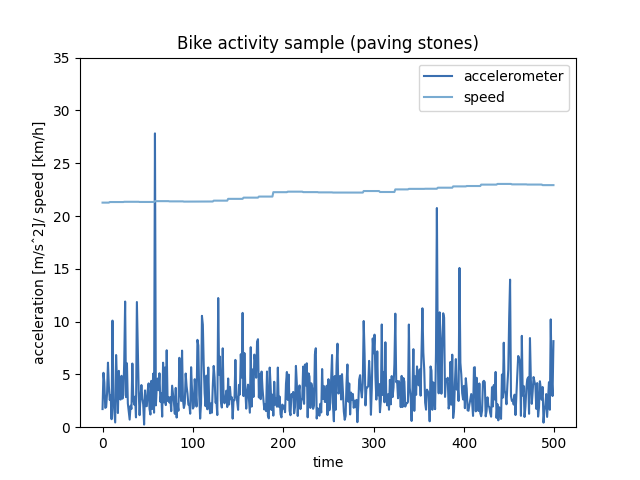 Bike activity sample (paving stones)
accelerometer
speed
acceleration [m/sˆ2]/ speed [km/h]
35
30
25
20
15
10
5
0
0 100 200 300 400 500
time